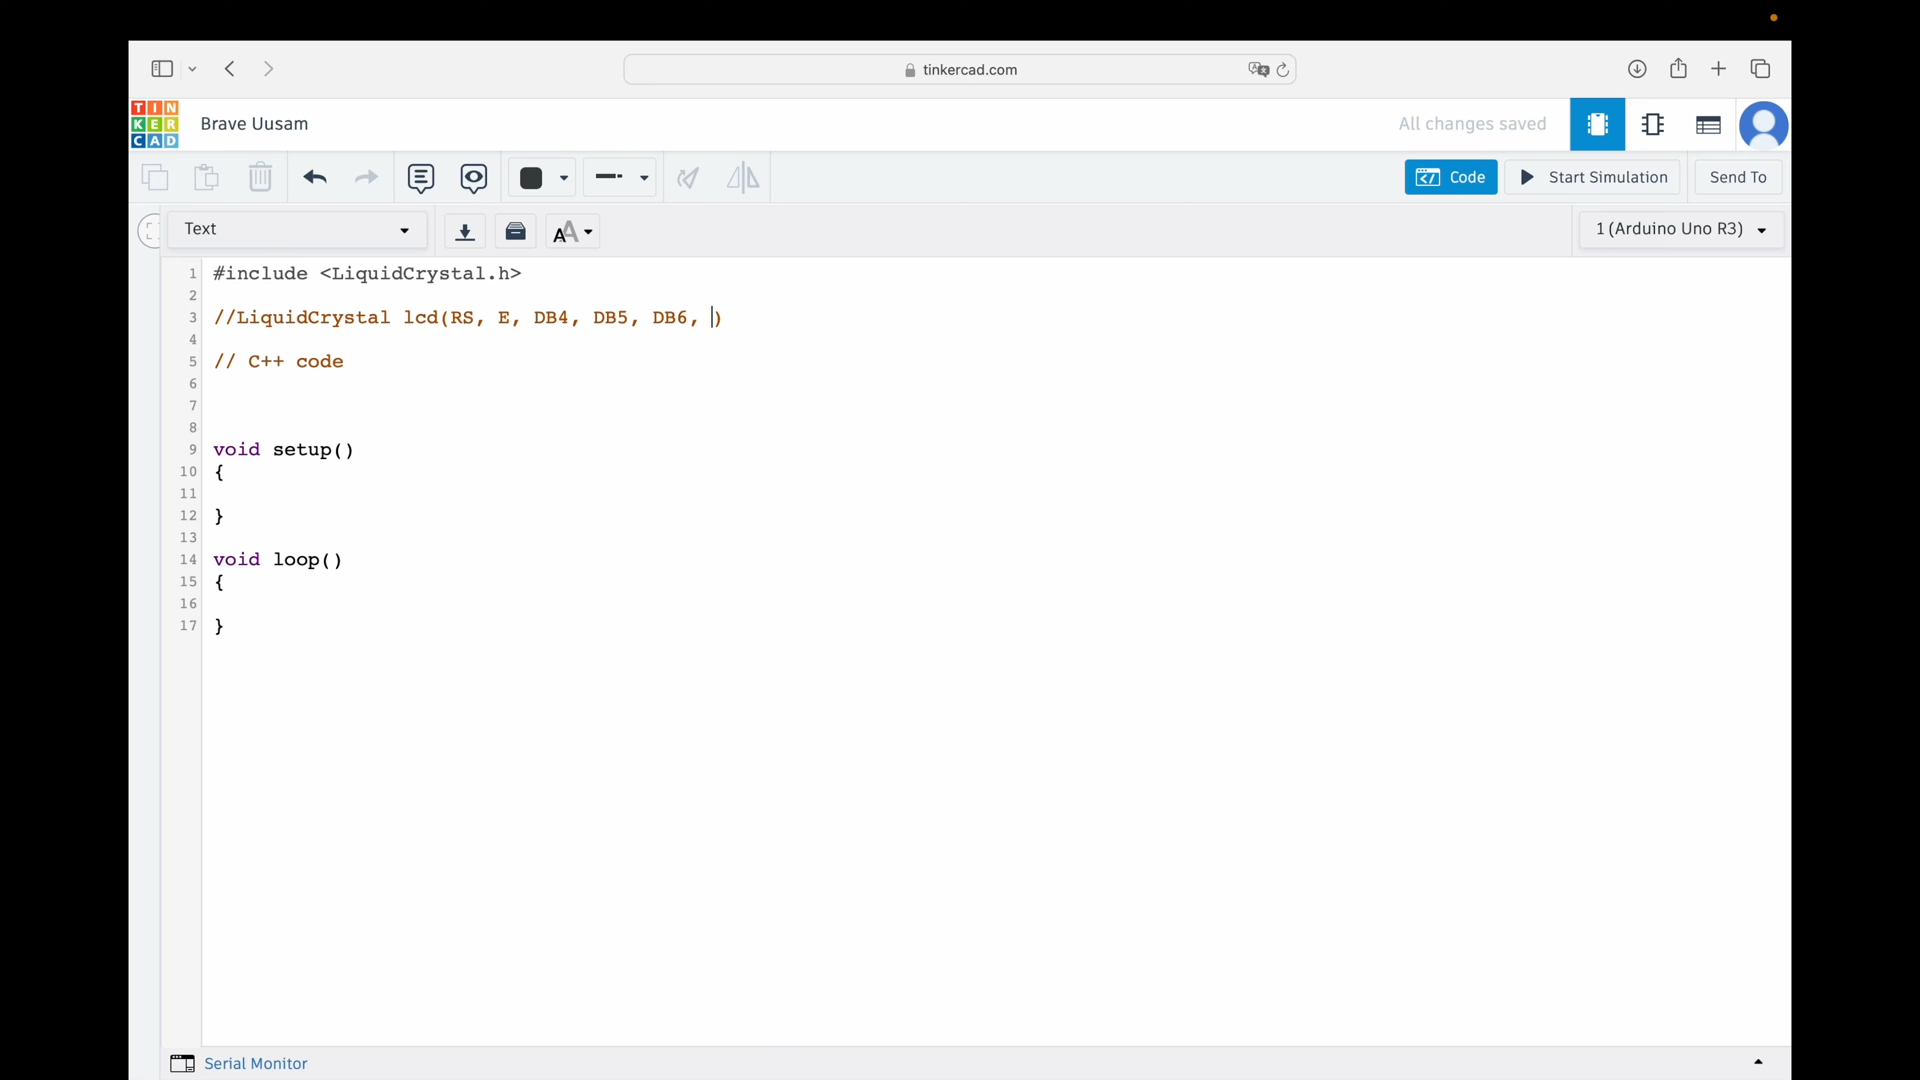 tinkercad.com
TIN
KER
CAD
Brave Uusam
All changes saved
Code
Start Simulation
Send To
Text
AA
1 (Arduino Uno R3)
1 #include <LiquidCrystal.h>
2
3 //LiquidCrystal lcd(RS, E, DB4, DB5, DB6, )
4
5 // C++ code
6
7
8
9 void setup()
10 {
11
12 }
13
14 void loop()
15 {
16
17 }
Serial Monitor